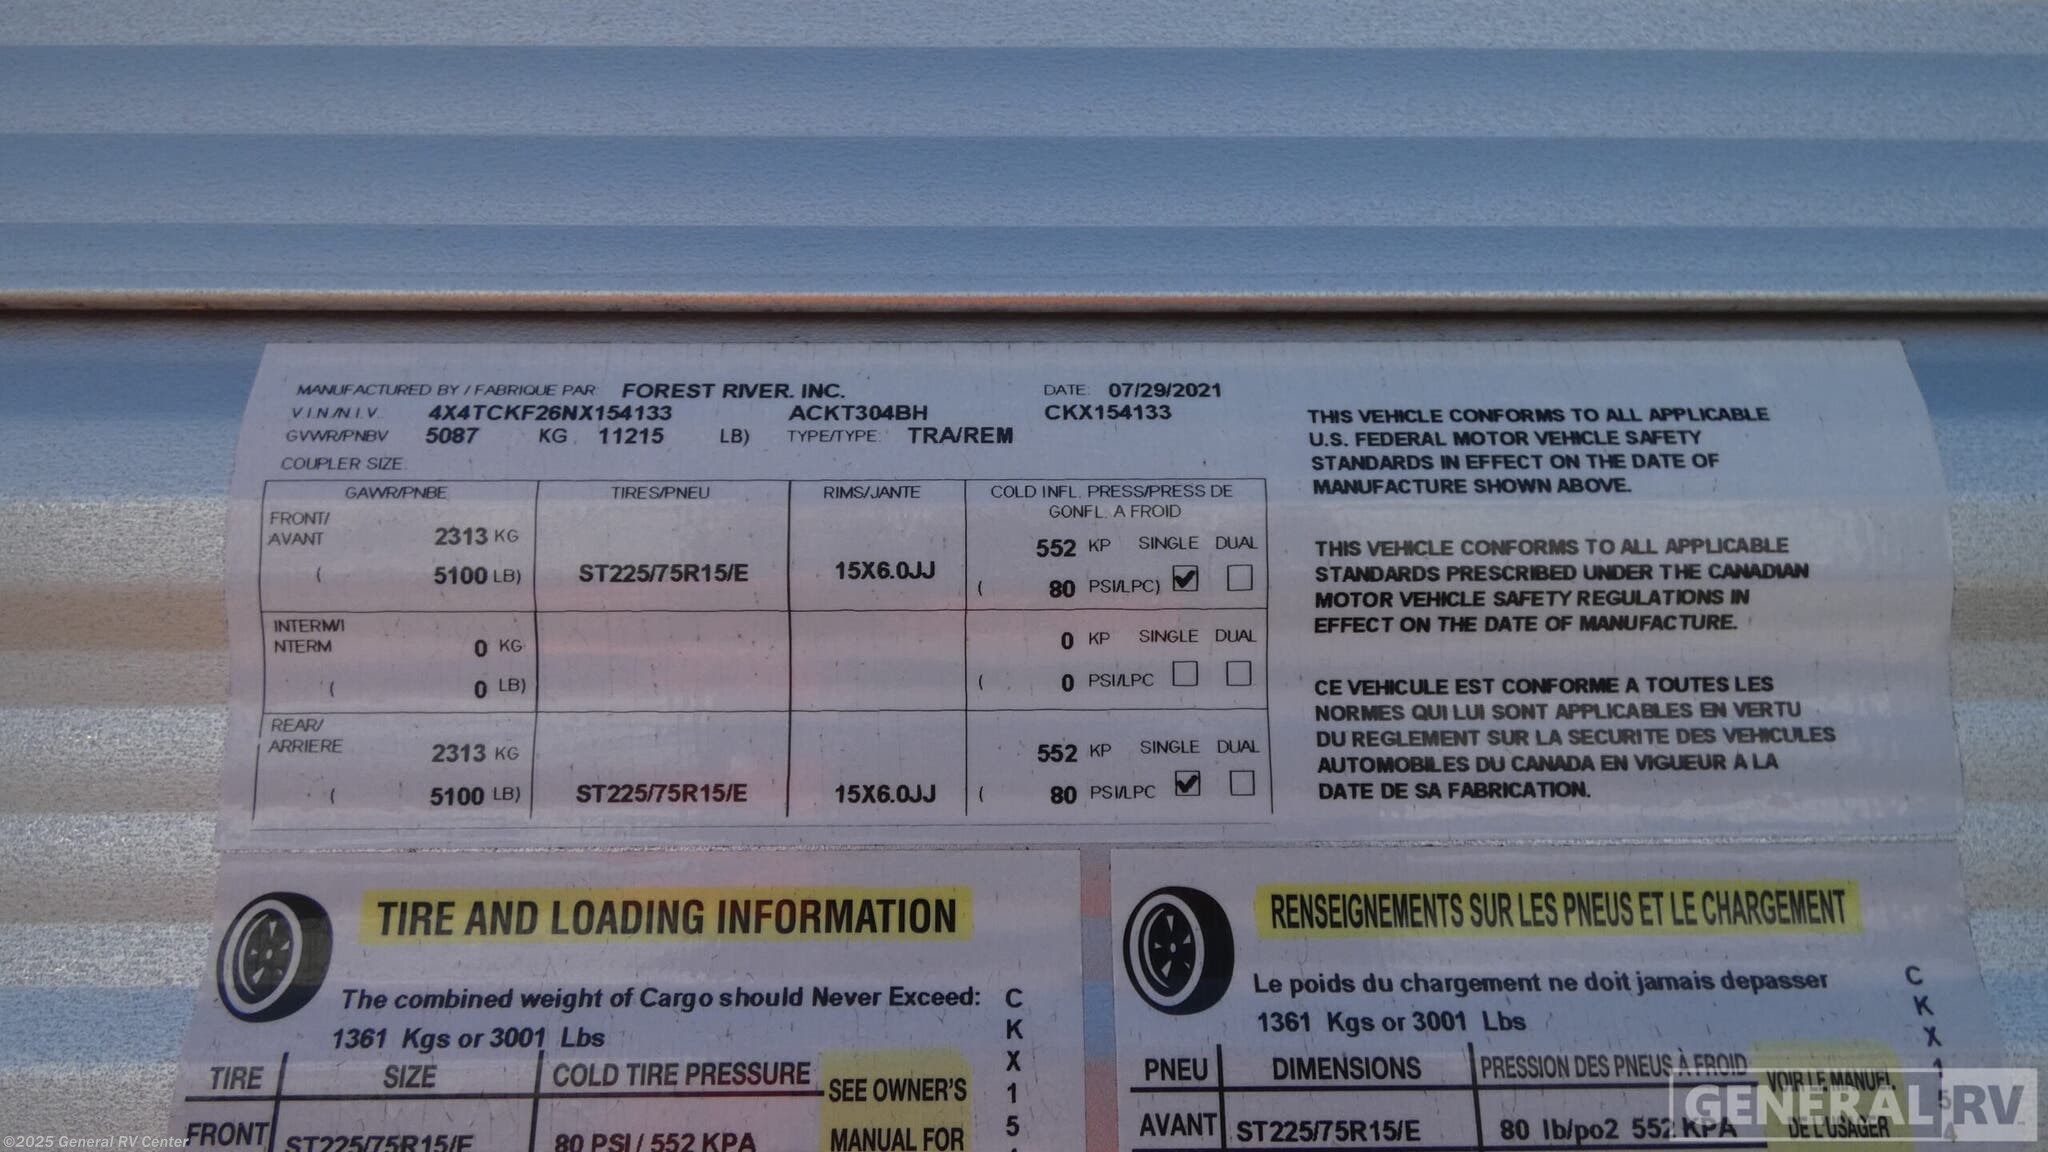 MANUFACTURED BY / FABRIQUE PAR: FOREST RIVER, INC. DATE: 07/29/2021
V.I.N./N.I.V. 4X4TCKF26NX154133 ACKT304BH CKX154133
GVWR/PNBV 5087 KG 11215 LB) TYPE/TYPE: TRA/REM
COUPLER SIZE:
GAWR/PNBE TIRES/PNEU RIMS/JANTE COLD INFL. PRESS/PRESS DE
GONFL. A FROID
FRONT/
AVANT 2313 KG 552 KP SINGLE DUAL
( 5100 LB) ST225/75R15/E 15X6.0JJ ( 80 PSI/LPC)
INTERM/I
NTERM 0 KG 0 KP SINGLE DUAL
( 0 LB) ( 0 PSI/LPC
REAR/
ARRIERE 2313 KG 552 KP SINGLE DUAL
( 5100 LB) ST225/75R15/E 15X6.0JJ ( 80 PSI/LPC
THIS VEHICLE CONFORMS TO ALL APPLICABLE
U.S. FEDERAL MOTOR VEHICLE SAFETY
STANDARDS IN EFFECT ON THE DATE OF
MANUFACTURE SHOWN ABOVE.
THIS VEHICLE CONFORMS TO ALL APPLICABLE
STANDARDS PRESCRIBED UNDER THE CANADIAN
MOTOR VEHICLE SAFETY REGULATIONS IN
EFFECT ON THE DATE OF MANUFACTURE.
CE VEHICULE EST CONFORME A TOUTES LES
NORMES QUI LUI SONT APPLICABLES EN VERTU
DU REGLEMENT SUR LA SECURITE DES VEHICULES
AUTOMOBILES DU CANADA EN VIGUEUR A LA
DATE DE SA FABRICATION.
TIRE AND LOADING INFORMATION
The combined weight of Cargo should Never Exceed:
1361 Kgs or 3001 Lbs
TIRE SIZE COLD TIRE PRESSURE
FRONT ST225/75R15/E 80 PSI / 552 KPA
SEE OWNER'S
MANUAL FOR
C
K
X
1
5
RENSEIGNEMENTS SUR LES PNEUS ET LE CHARGEMENT
Le poids du chargement ne doit jamais depasser
1361 Kgs or 3001 Lbs
PNEU DIMENSIONS PRESSION DES PNEUS À FROID
AVANT ST225/75R15/E 80 lb/po2 552 KPA
VOIR LE MANUEL
DE L'USAGER
C
K
X
1
5
GENERAL RV
©2025 General RV Center